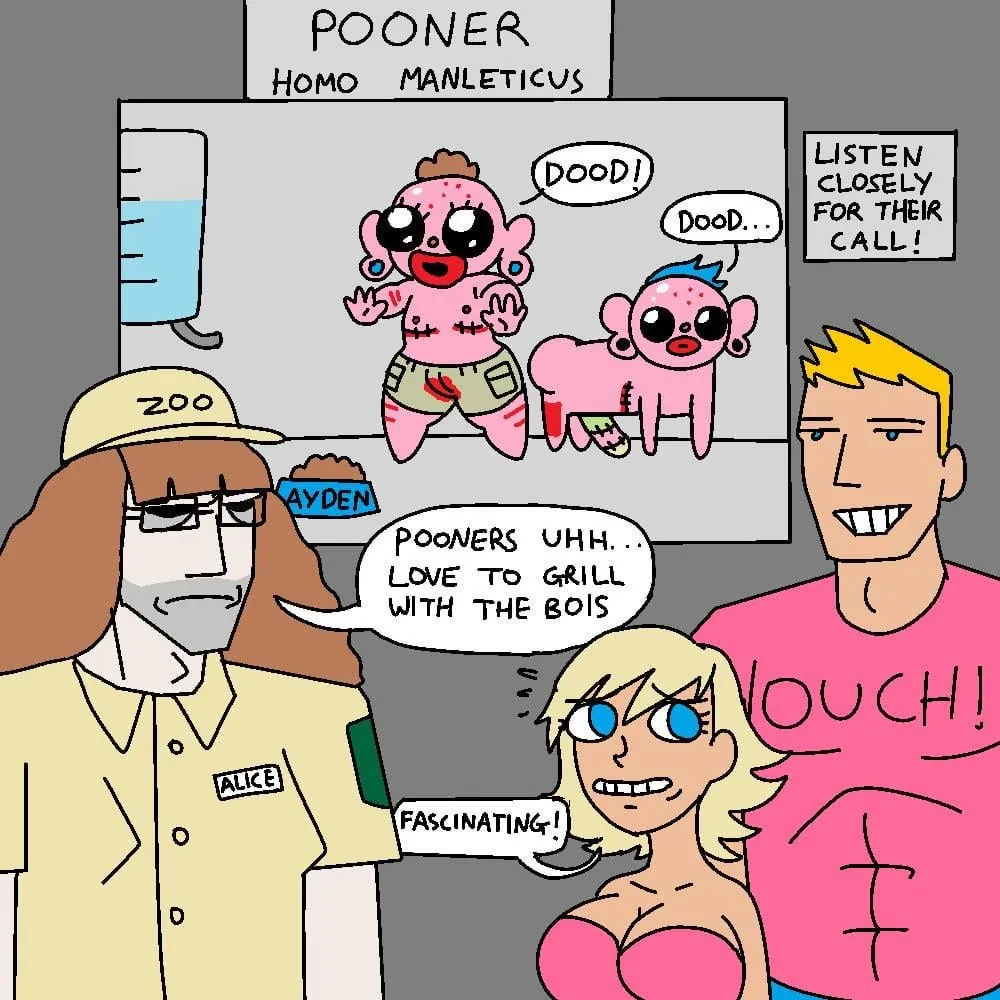 POONER
HOMO MANLETICUS
DOOD!
DOOD...
LISTEN
CLOSELY
FOR THEIR
CALL!
ZOO
AYDEN
POONERS UHH...
LOVE TO GRILL
WITH THE BOIS
OUCH!
ALICE
FASCINATING!